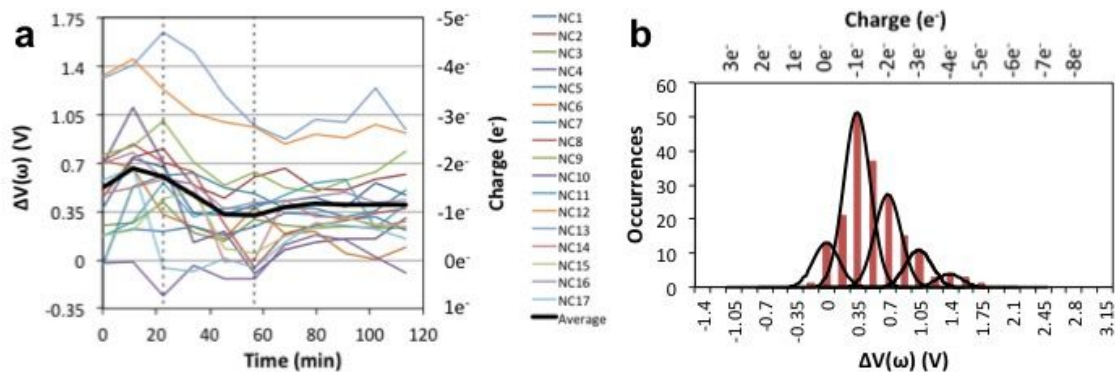 a
ΔV(ω) (V)
1.75
1.4
1.05
0.7
0.35
0
-0.35
0
20
40
60
80
100
120
Time (min)
-5e-
-4e-
-3e-
-2e-
-1e-
0e-
1e-
Charge (e-)
NC1
NC2
NC3
NC4
NC5
NC6
NC7
NC8
NC9
NC10
NC11
NC12
NC13
NC14
NC15
NC16
NC17
Average
b
Charge (e-)
3e-
2e-
1e-
0e-
-1e-
-2e-
-3e-
-4e-
-5e-
-6e-
-7e-
-8e-
Occurrences
60
50
40
30
20
10
0
-1.4
-1.05
-0.7
-0.35
0
0.35
0.7
1.05
1.4
1.75
2.1
2.45
2.8
3.15
ΔV(ω) (V)